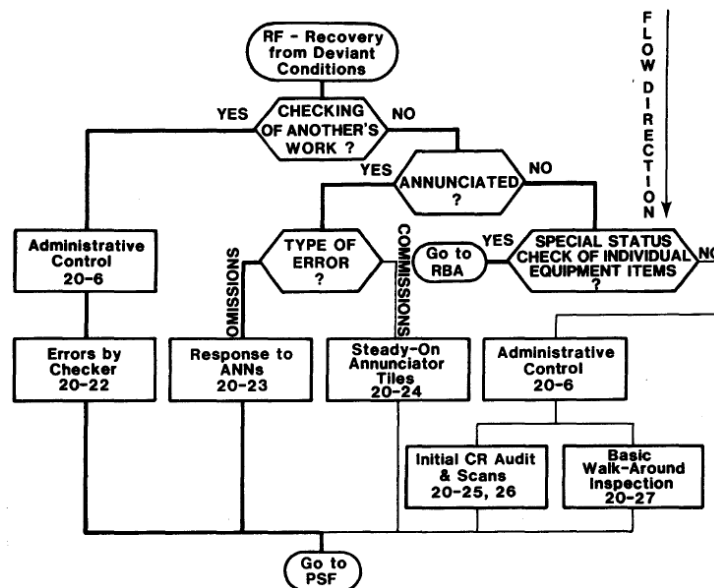 RF - Recovery
from Deviant
Conditions
FLOW DIRECTION
YES
CHECKING
OF ANOTHER'S
WORK ?
NO
YES
ANNUNCIATED
?
NO
Administrative
Control
20-6
OMISSIONS
TYPE OF
ERROR
?
COMMISSIONS
Go to
RBA
YES
SPECIAL STATUS
CHECK OF INDIVIDUAL
EQUIPMENT ITEMS
?
NO
Errors by
Checker
20-22
Response to
ANNs
20-23
Steady-On
Annunciator
Tiles
20-24
Administrative
Control
20-6
Initial CR Audit
& Scans
20-25, 26
Basic
Walk-Around
Inspection
20-27
Go to
PSF